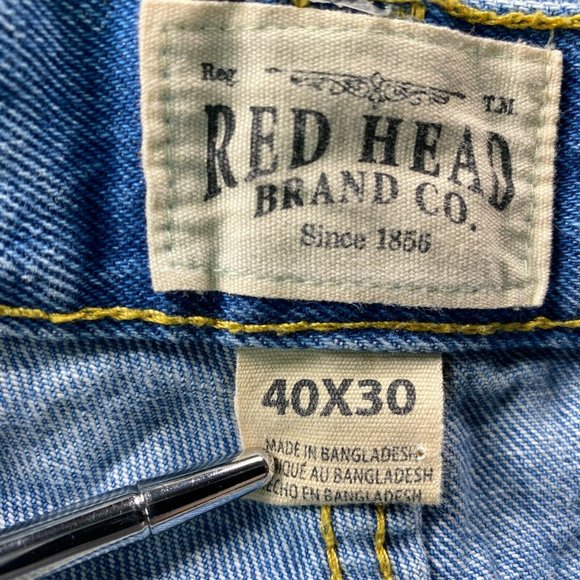 Reg T.M.
RED HEAD
BRAND CO.
Since 1856
40X30
MADE IN BANGLADESH
AU BANGLADESH
EN BANGLADESH